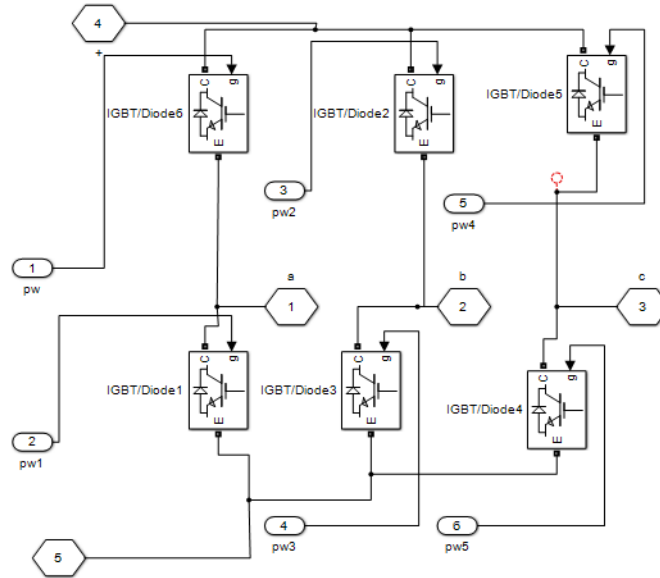 4
+
C
g
IGBT/Diode6
E
C
g
IGBT/Diode2
E
C
g
IGBT/Diode5
E
3
pw2
5
pw4
1
pw
a
1
b
2
c
3
C
g
IGBT/Diode1
E
C
g
IGBT/Diode3
E
C
g
IGBT/Diode4
E
2
pw1
4
pw3
6
pw5
5